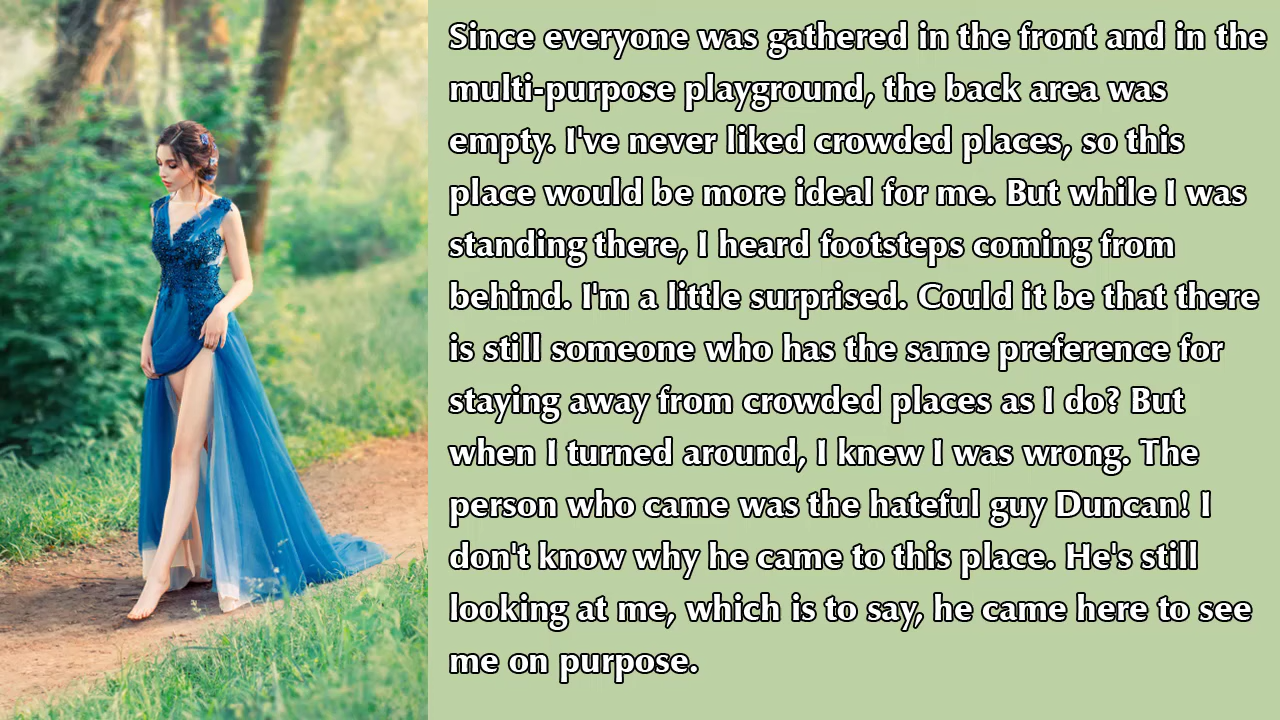 Since everyone was gathered in the front and in the
multi-purpose playground, the back area was
empty. I've never liked crowded places, so this
place would be more ideal for me. But while I was
standing there, I heard footsteps coming from
behind. I'm a little surprised. Could it be that there
is still someone who has the same preference for
staying away from crowded places as I do? But
when I turned around, I knew I was wrong. The
person who came was the hateful guy Duncan! I
don't know why he came to this place. He's still
looking at me, which is to say, he came here to see
me on purpose.